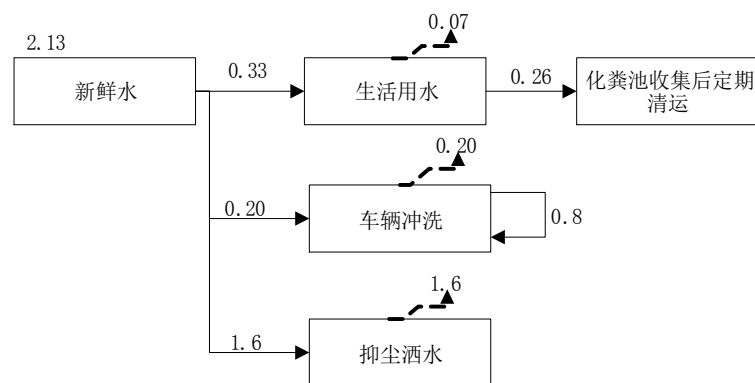 0.07
2.13
新鲜水
0.33
生活用水
0.26
化粪池收集后定期
清运
0.20
0.20
车辆冲洗
0.8
1.6
1.6
抑尘洒水